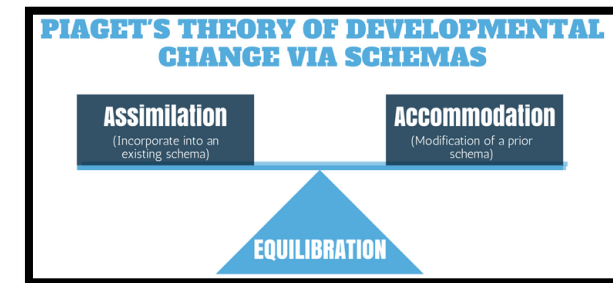 PIAGET'S THEORY OF DEVELOPMENTAL
CHANGE VIA SCHEMAS
Assimilation
(Incorporate into an
existing schema)
Accommodation
(Modification of a prior
schema)
EQUILIBRATION